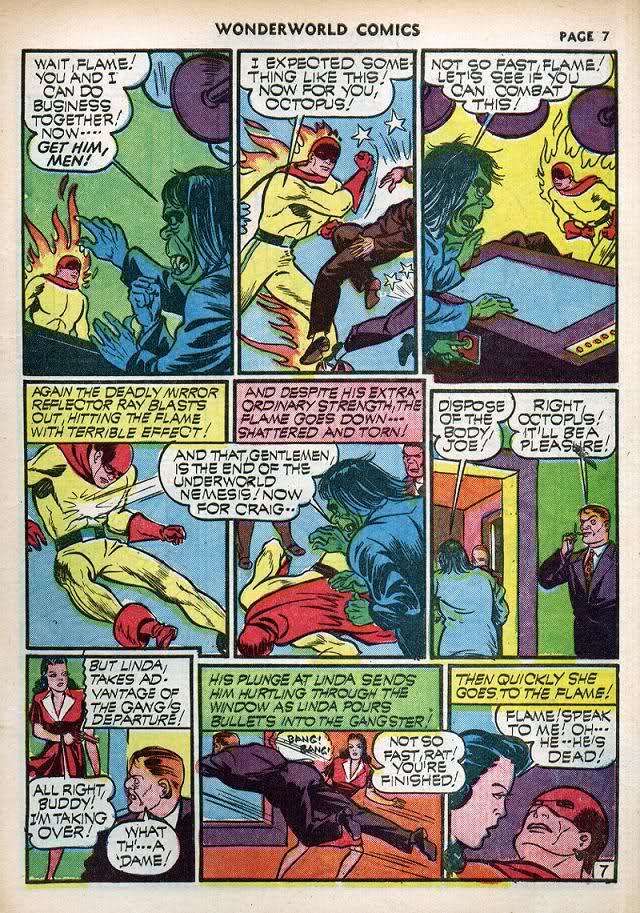 WONDERWORLD COMICS
PAGE 7
WAIT, FLAME!
YOU AND I
CAN DO
BUSINESS
TOGETHER!
NOW----
GET HIM,
MEN!
I EXPECTED SOME-
THING LIKE THIS!
NOW FOR YOU,
OCTOPUS!
NOT SO FAST, FLAME!
LET'S SEE IF YOU
CAN COMBAT
THIS!
AGAIN THE DEADLY MIRROR
REFLECTOR RAY BLASTS
OUT, HITTING THE FLAME
WITH TERRIBLE EFFECT!
AND DESPITE HIS EXTRA-
ORDINARY STRENGTH, THE
FLAME GOES DOWN---
SHATTERED AND TORN!
AND THAT, GENTLEMEN,
IS THE END OF THE
UNDERWORLD
NEMESIS! NOW
FOR CRAIG--
DISPOSE
OF THE
BODY,
JOE!
RIGHT,
OCTOPUS!
IT'LL BE A
PLEASURE!
BUT LINDA,
TAKES AD-
VANTAGE OF
THE GANG'S
DEPARTURE!
ALL RIGHT,
BUDDY!
I'M TAKING
OVER!
WHAT
TH'---A
'DAME!
HIS PLUNGE AT LINDA SENDS
HIM HURTLING THROUGH THE
WINDOW AS LINDA POURS
BULLETS INTO THE GANGSTER!
BANG!
BANG!
NOT SO
FAST, RAT!
YOU'RE
FINISHED!
THEN QUICKLY SHE
GOES TO THE FLAME!
FLAME! SPEAK
TO ME! OH---
HE--HE'S
DEAD!
7